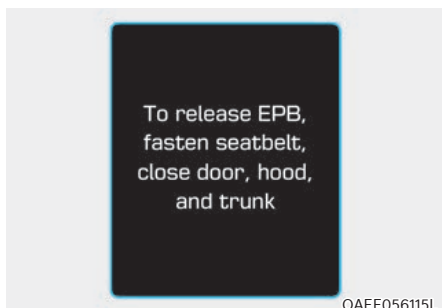 To release EPB,
fasten seatbelt,
close door, hood,
and trunk
OAEE056115L